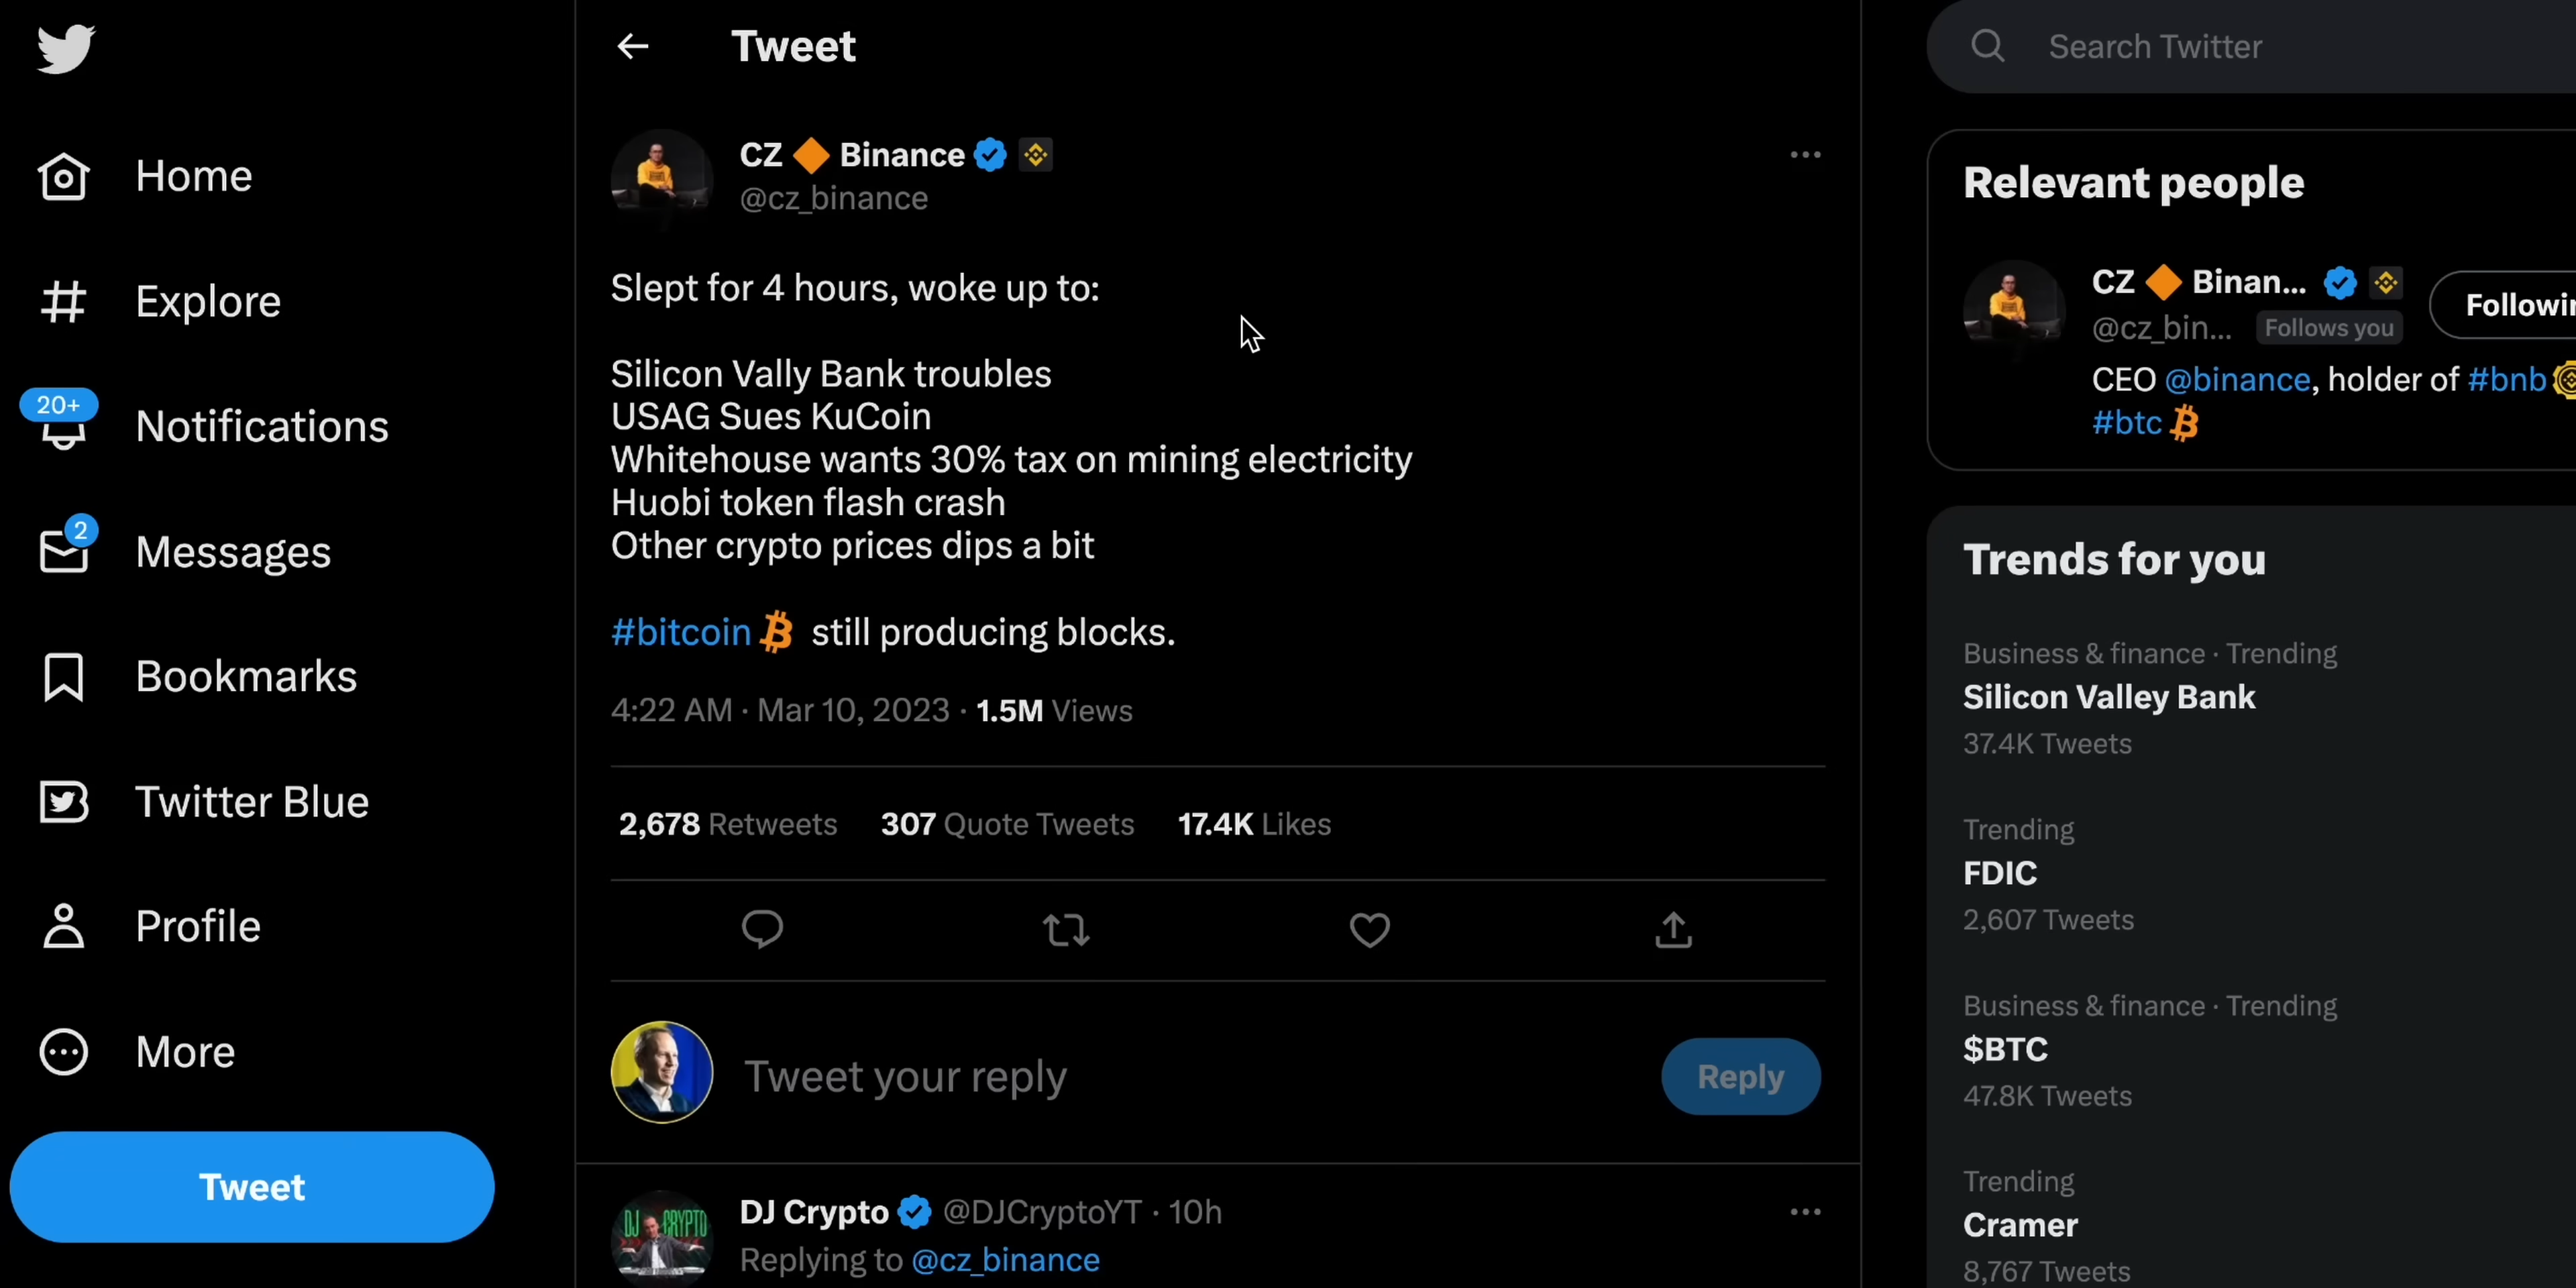 Home
Explore
20+
Notifications
2
Messages
Bookmarks
Twitter Blue
Profile
More
Tweet
Tweet
CZ Binance
@cz_binance
Slept for 4 hours, woke up to:
Silicon Vally Bank troubles
USAG Sues KuCoin
Whitehouse wants 30% tax on mining electricity
Huobi token flash crash
Other crypto prices dips a bit
#bitcoin still producing blocks.
4:22 AM · Mar 10, 2023 · 1.5M Views
2,678 Retweets 307 Quote Tweets 17.4K Likes
Tweet your reply
Reply
DJ CRYPTO
DJ Crypto @DJCryptoYT · 10h
Replying to @cz_binance
Search Twitter
Relevant people
CZ Binan...
@cz_bin... Follows you
Followin
CEO @binance, holder of #bnb
#btc
Trends for you
Business & finance · Trending
Silicon Valley Bank
37.4K Tweets
Trending
FDIC
2,607 Tweets
Business & finance · Trending
$BTC
47.8K Tweets
Trending
Cramer
8,767 Tweets